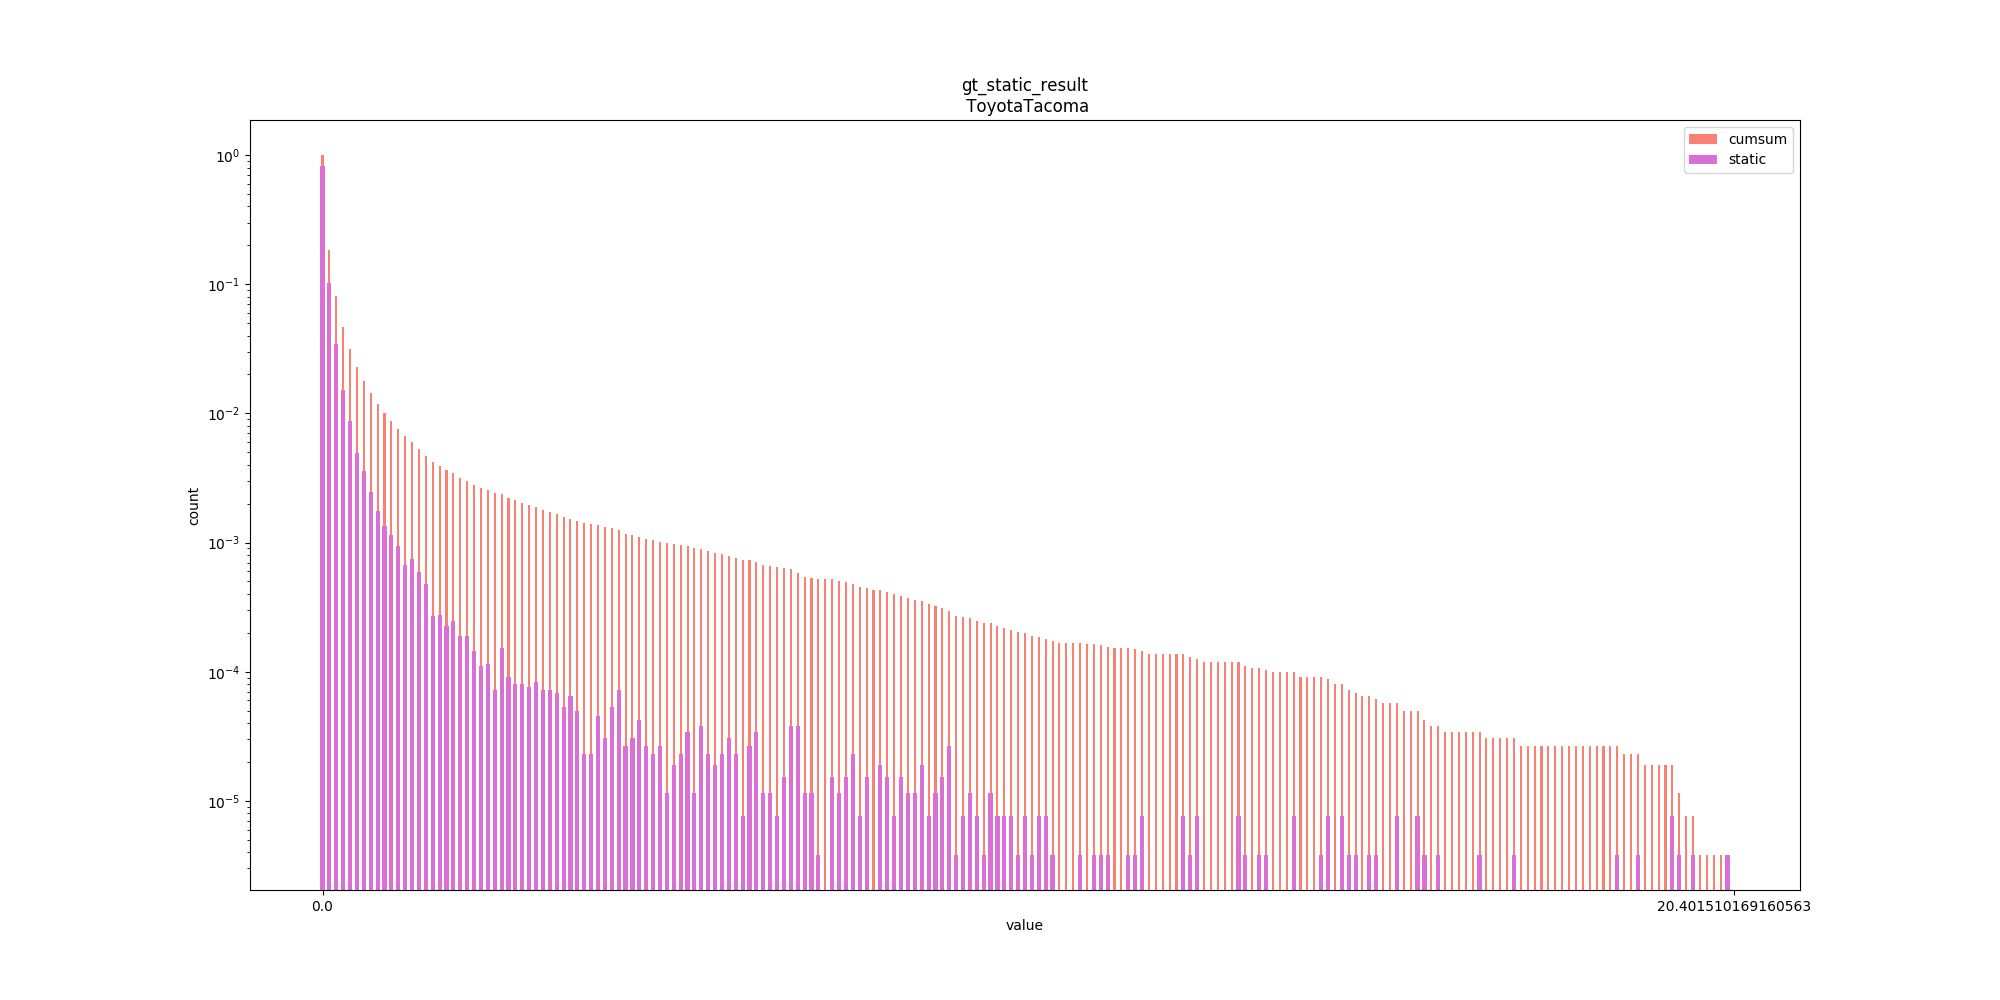 gt_static_result
ToyotaTacoma
cumsum
static
10⁰
10⁻¹
10⁻²
10⁻³
10⁻⁴
10⁻⁵
count
0.0
20.401510169160563
value